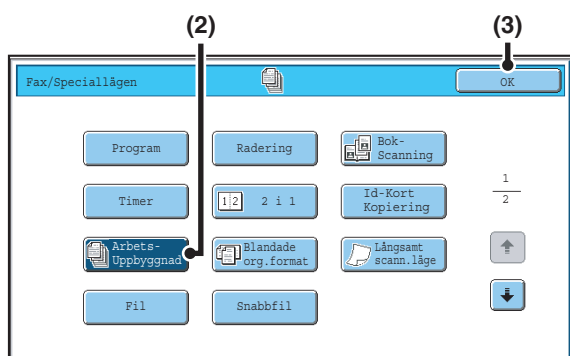 (2)
(3)
Fax/Speciallägen
OK
Program
Radering
Bok-
Scanning
Timer
1 2
2 i 1
Id-Kort
Kopiering
1
2
Arbets-
Uppbyggnad
Blandade
org.format
Långsamt
scann.läge
Fil
Snabbfil